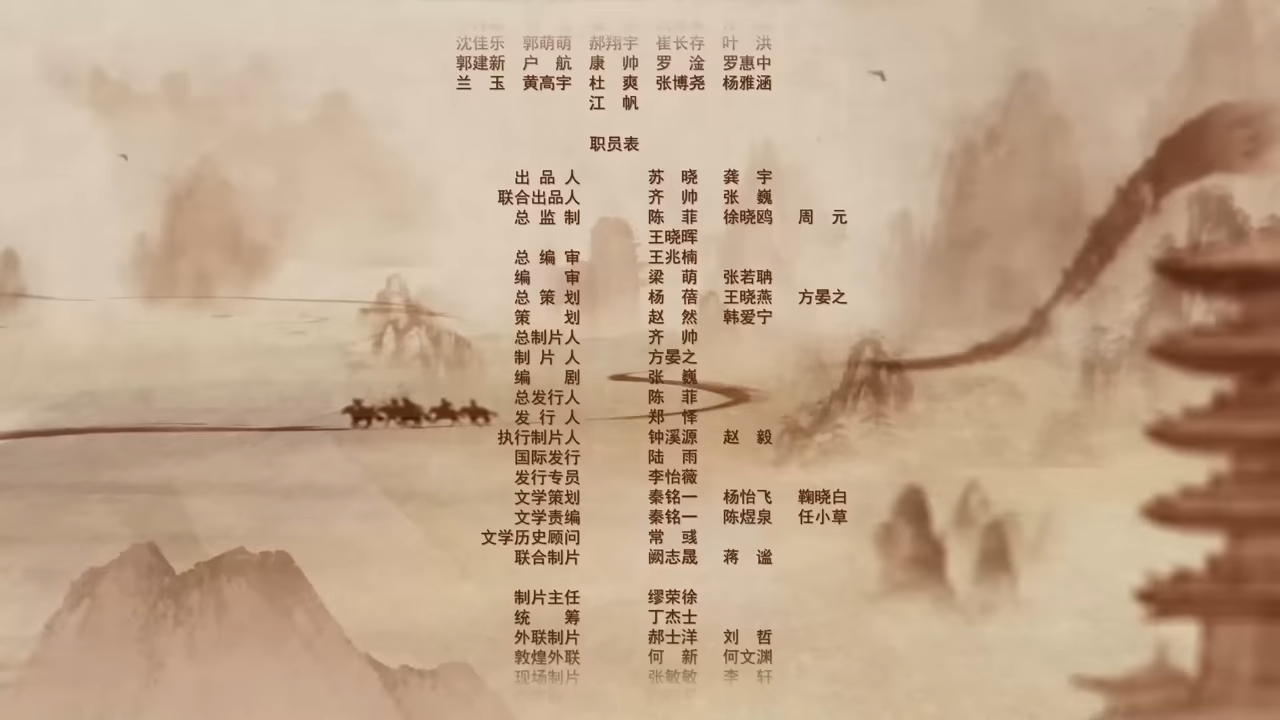 沈佳乐 郭萌萌 郝翔宇 崔长存 叶 洪
郭建新 户 航 康 帅 罗 淦 罗惠中
兰 玉 黄高宇 杜 爽 张博尧 杨雅涵
江 帆
职员表
出 品 人 苏 晓 龚 宇
联合出品人 齐 帅 张 巍
总 监 制 陈 菲 徐晓鸥 周 元
王晓晖
总 编 审 王兆楠
编 审 梁 萌 张若聃
总 策 划 杨 蓓 王晓燕 方晏之
策 划 赵 然 韩爱宁
总制片人 齐 帅
制 片 人 方晏之
编 剧 张 巍
总发行人 陈 菲
发 行 人 郑 怿
执行制片人 钟溪源 赵 毅
国际发行 陆 雨
发行专员 李怡薇
文学策划 秦铭一 杨怡飞 鞠晓白
文学责编 秦铭一 陈煜泉 任小草
文学历史顾问 常 彧
联合制片 阙志晟 蒋 谧
制片主任 缪荣徐
统 筹 丁杰士
外联制片 郝士洋 刘 哲
敦煌外联 何 新 何文渊
现场制片 张敏敏 李 轩